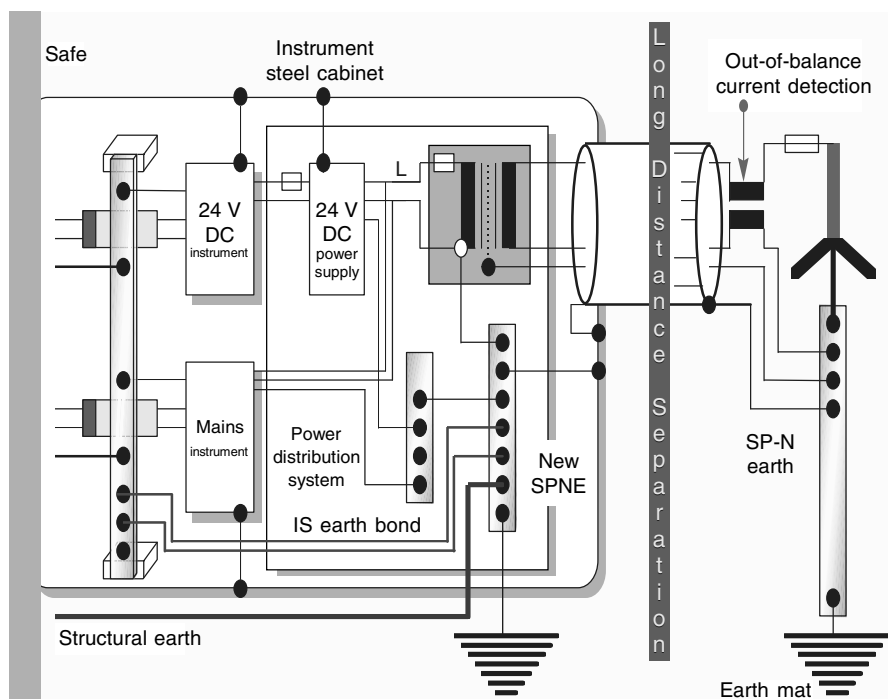 Safe
Instrument
steel cabinet
Out-of-balance
current detection
Long Distance Separation
L
24 V
DC
instrument
24 V
DC
power
supply
Mains
instrument
Power
distribution
system
New
SPNE
SP-N
earth
IS earth bond
Structural earth
Earth mat